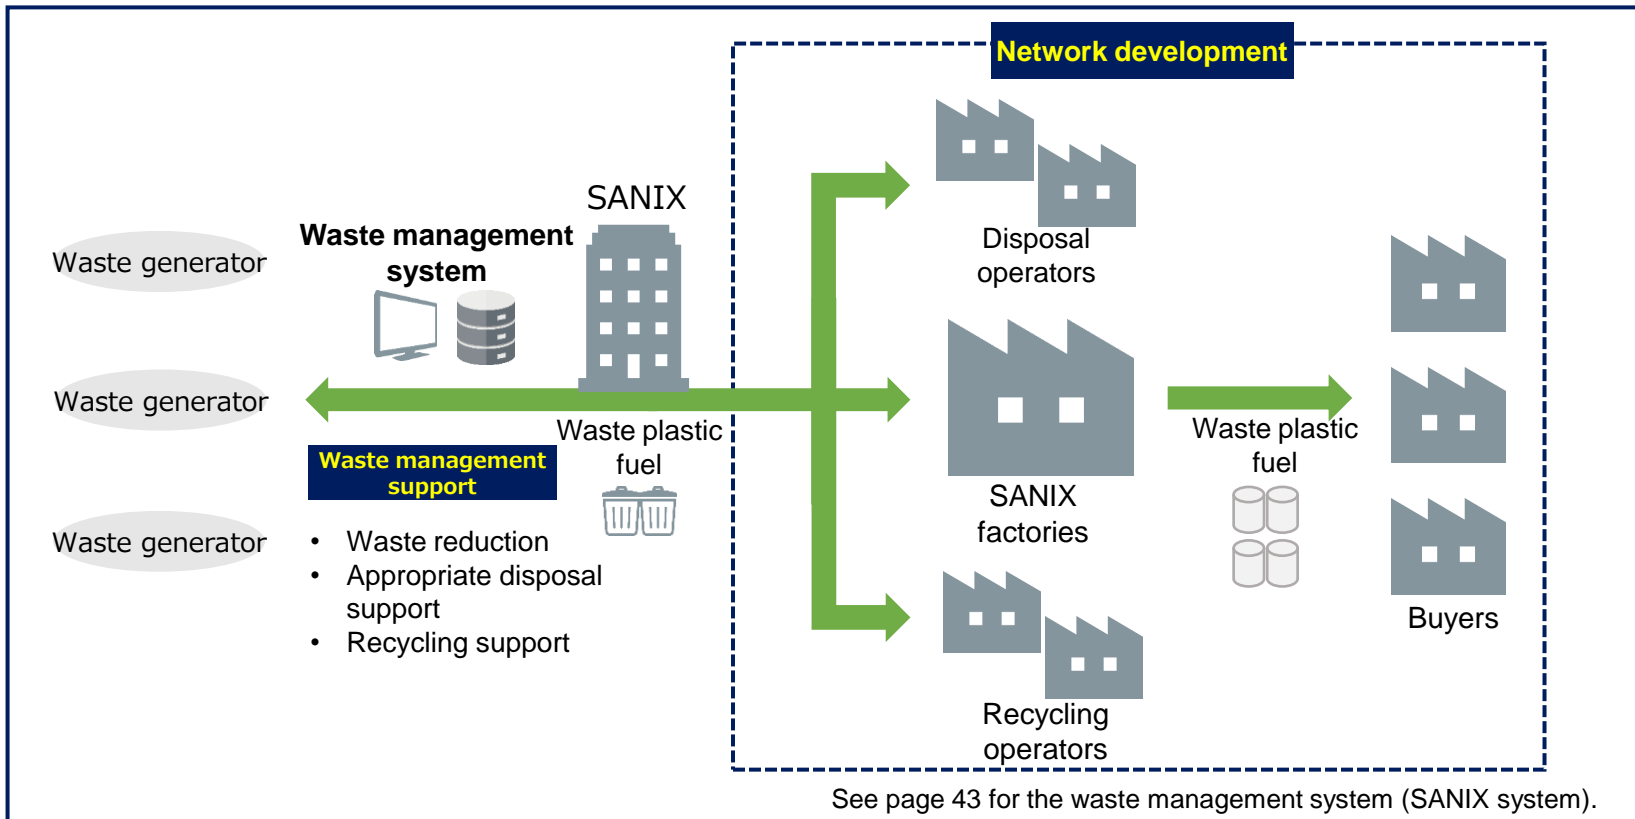 Network development
SANIX
Waste management
system
Waste generator
Waste generator
Waste generator
Waste management
support
• Waste reduction
• Appropriate disposal
support
• Recycling support
Waste plastic
fuel
Disposal
operators
SANIX
factories
Recycling
operators
Waste plastic
fuel
Buyers
See page 43 for the waste management system (SANIX system).